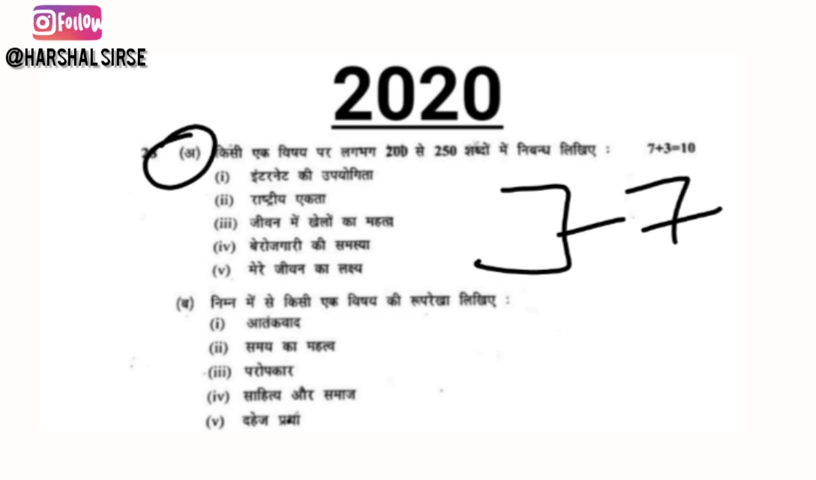 Follow
@HARSHAL SIRSE
2020
(अ) किसी एक विषय पर लगभग 200 से 250 शब्दों में निबन्ध लिखिए : 7+3=10
(i) इंटरनेट की उपयोगिता
(ii) राष्ट्रीय एकता
(iii) जीवन में खेलों का महत्व
(iv) बेरोजगारी की समस्या
(v) मेरे जीवन का लक्ष्य
7
(ब) निम्न में से किसी एक विषय की रूपरेखा लिखिए :
(i) आतंकवाद
(ii) समय का महत्व
(iii) परोपकार
(iv) साहित्य और समाज
(v) दहेज प्रथा